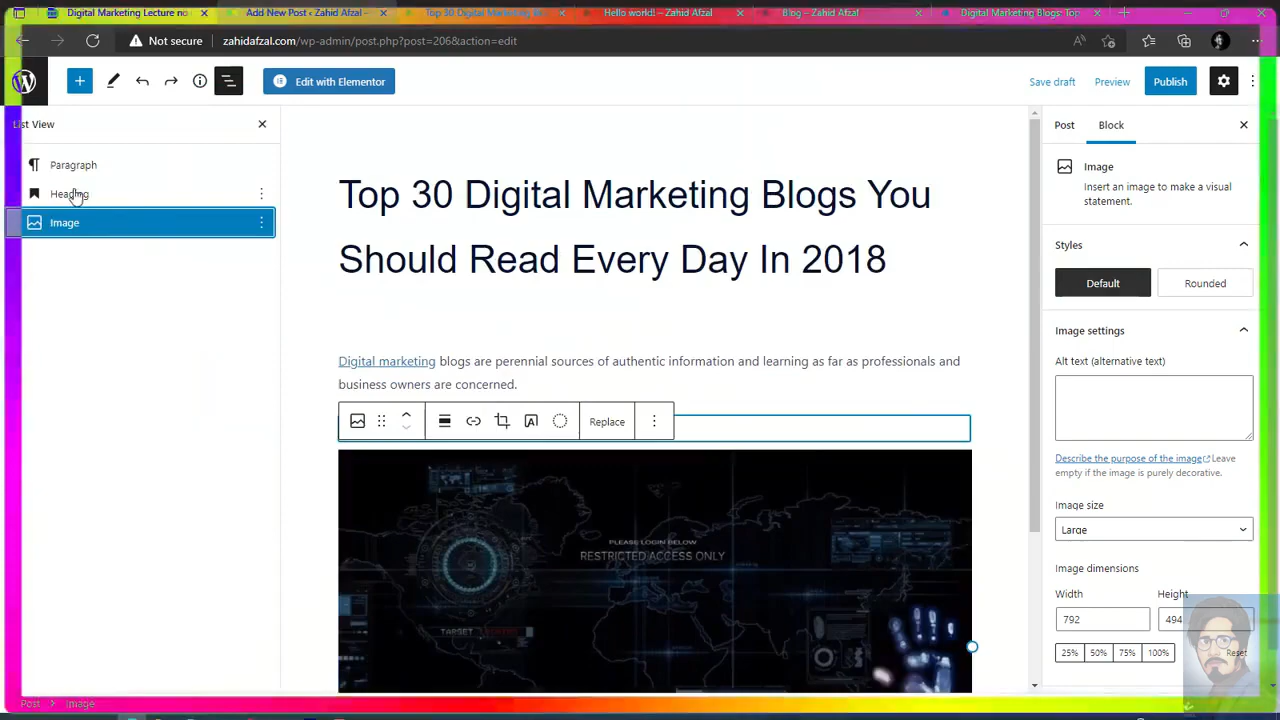 Digital Marketing Lecture no
Add New Post ‹ Zahid Afzal
Top 30 Digital Marketing
Hello world! – Zahid Afzal
Blog – Zahid Afzal
Digital Marketing Blogs: Top
Not secure
zahidafzal.com/wp-admin/post.php?post=206&action=edit
Edit with Elementor
Save draft
Preview
Publish
List View
Paragraph
Heading
Image
Top 30 Digital Marketing Blogs You
Should Read Every Day In 2018
Digital marketing blogs are perennial sources of authentic information and learning as far as professionals and
business owners are concerned.
Replace
PLEASE LOGIN BELOW
RESTRICTED ACCESS ONLY
TARGET
Post
Block
Image
Insert an image to make a visual
statement.
Styles
Default
Rounded
Image settings
Alt text (alternative text)
Describe the purpose of the image Leave
empty if the image is purely decorative.
Image size
Large
Image dimensions
Width
Height
792
494
25%
50%
75%
100%
Reset
Post
Image